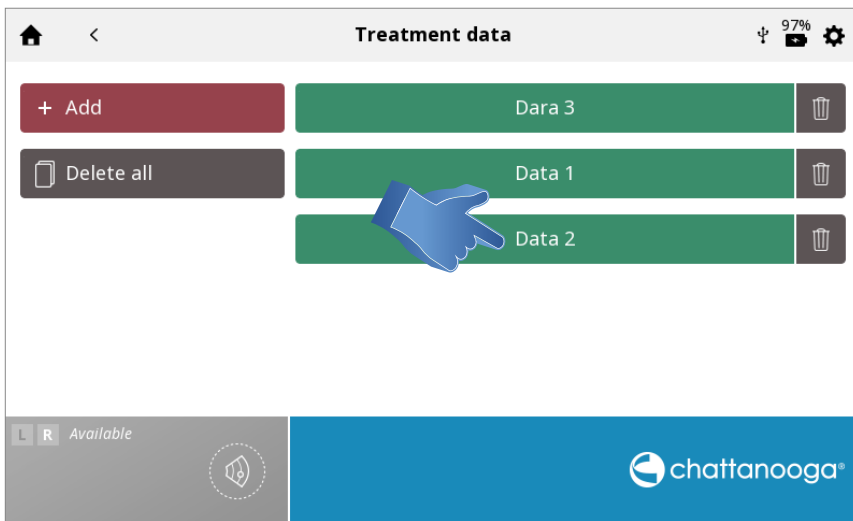 Treatment data
97%
+ Add
Dara 3
Delete all
Data 1
Data 2
L R Available
chattanooga®